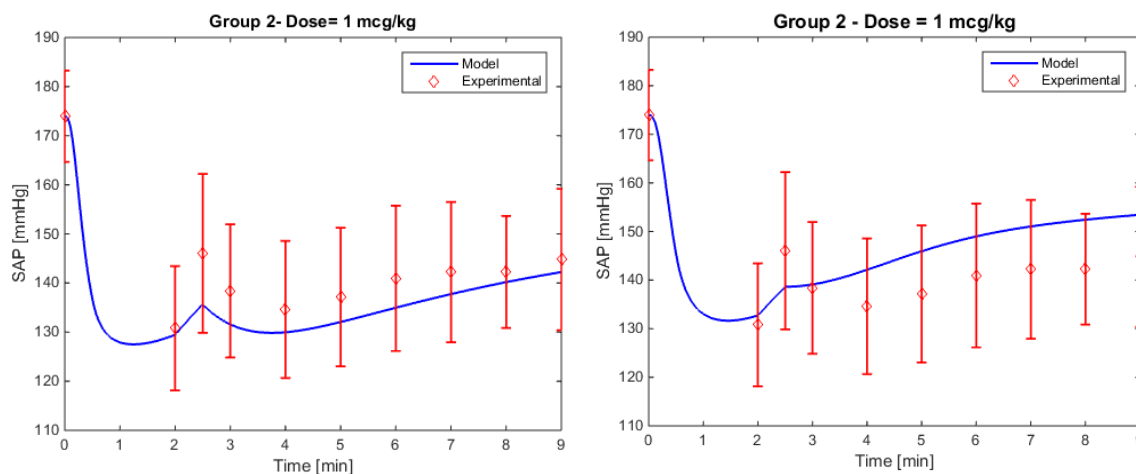 Group 2- Dose= 1 mcg/kg
190
180
170
160
150
140
130
120
110
SAP [mmHg]
Model
Experimental
0 1 2 3 4 5 6 7 8 9
Time [min]
Group 2 - Dose = 1 mcg/kg
190
180
170
160
150
140
130
120
110
SAP [mmHg]
Model
Experimental
0 1 2 3 4 5 6 7 8
Time [min]